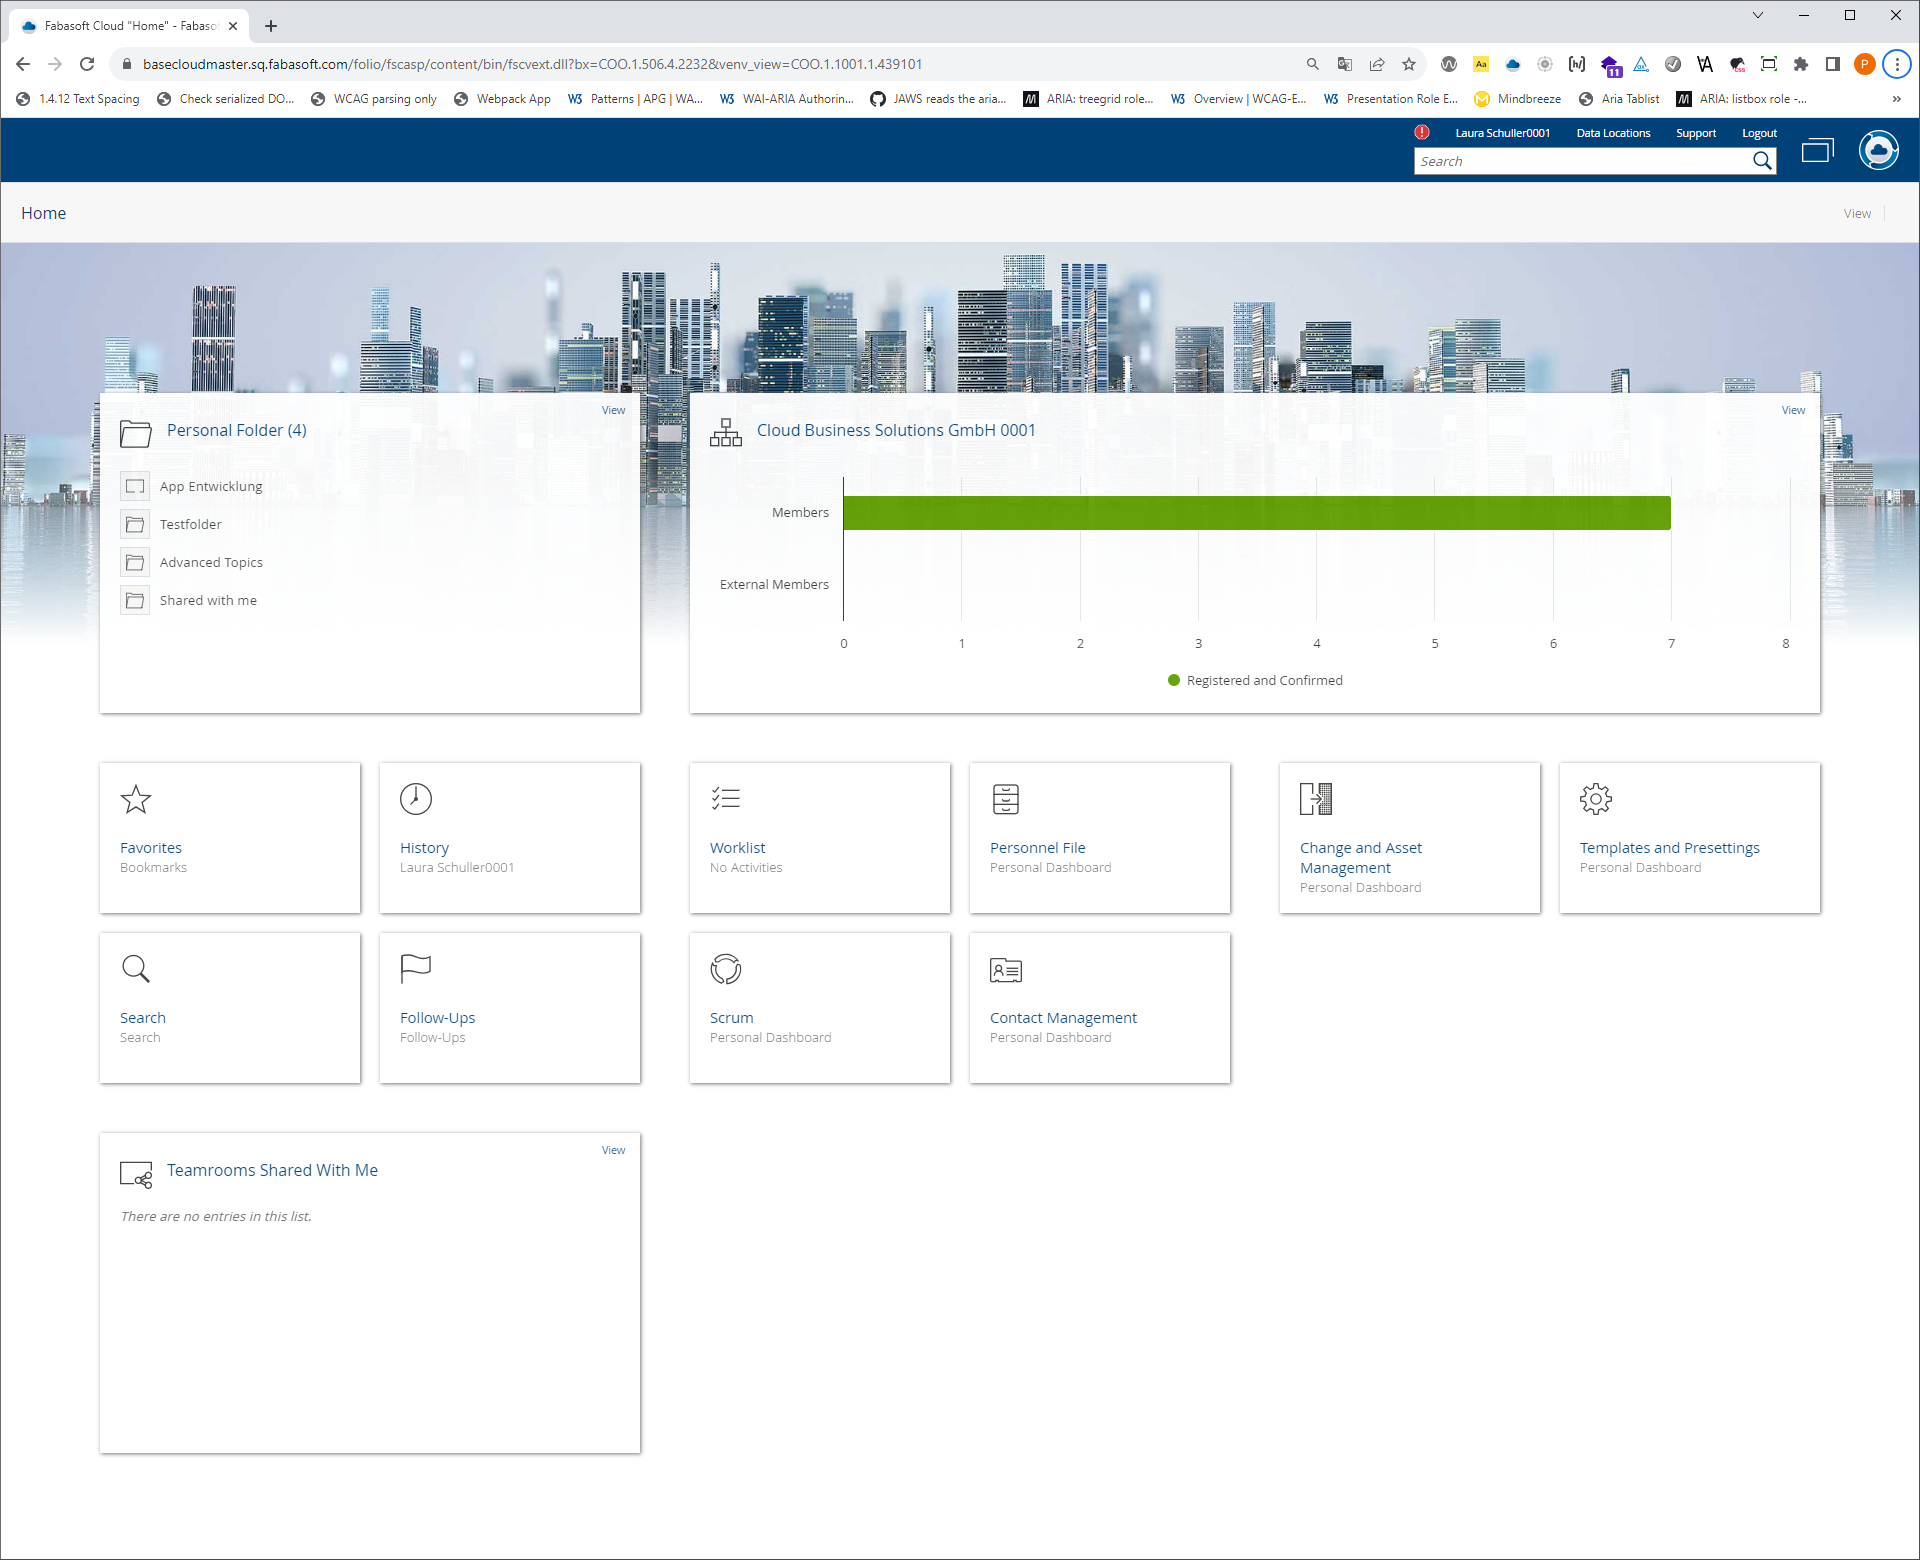 Fabasoft Cloud "Home" - Fabaso
basecloudmaster.sq.fabasoft.com/folio/fscasp/content/bin/fscvext.dll?bx=COO.1.506.4.2232&venv_view=COO.1.1001.1.439101
Aa
11
P
1.4.12 Text Spacing
Check serialized DO...
WCAG parsing only
Webpack App
W3 Patterns | APG | WA...
W3 WAI-ARIA Authorin...
JAWS reads the aria...
ARIA: treegrid role...
W3 Overview | WCAG-E...
W3 Presentation Role E...
Mindbreeze
Aria Tablist
ARIA: listbox role -...
»
Laura Schuller0001
Data Locations
Support
Logout
Search
Home
View
View
Personal Folder (4)
App Entwicklung
Testfolder
Advanced Topics
Shared with me
View
Cloud Business Solutions GmbH 0001
Members
External Members
0 1 2 3 4 5 6 7 8
Registered and Confirmed
Favorites
Bookmarks
History
Laura Schuller0001
Worklist
No Activities
Personnel File
Personal Dashboard
Change and Asset
Management
Personal Dashboard
Templates and Presettings
Personal Dashboard
Search
Search
Follow-Ups
Follow-Ups
Scrum
Personal Dashboard
Contact Management
Personal Dashboard
View
Teamrooms Shared With Me
There are no entries in this list.